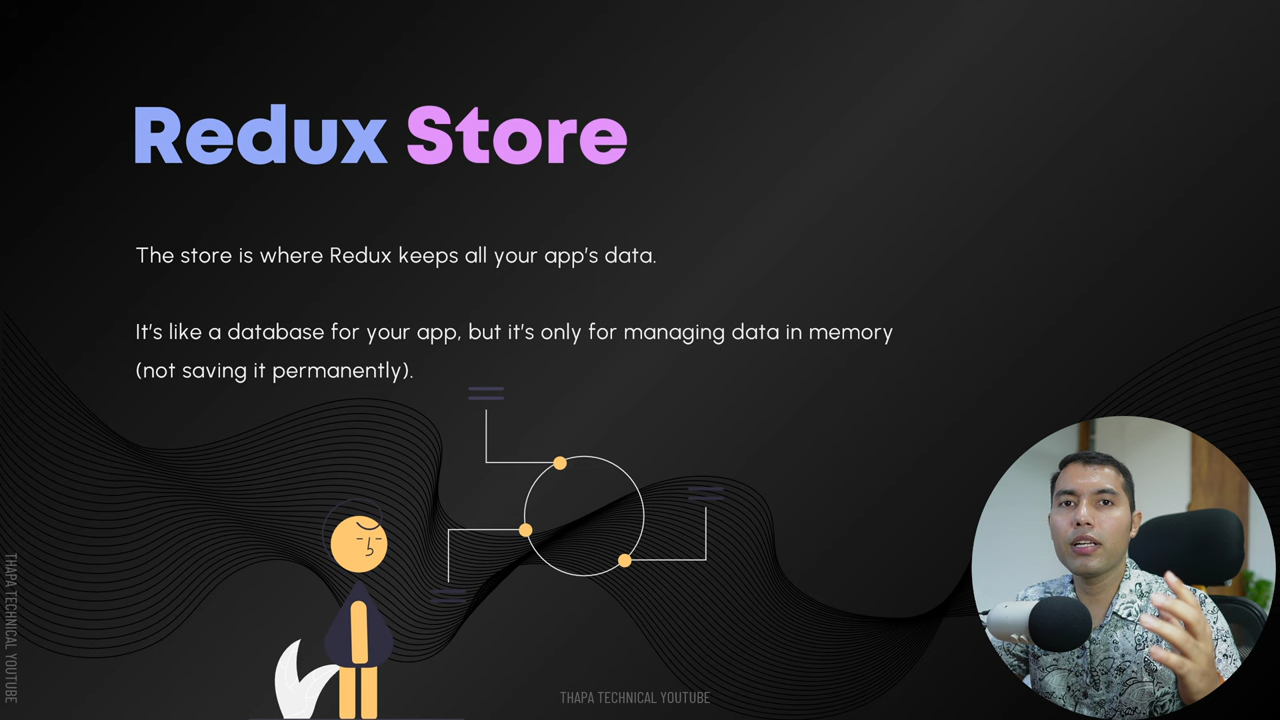 Redux Store
The store is where Redux keeps all your app's data.
It's like a database for your app, but it's only for managing data in memory
(not saving it permanently).
THAPA TECHNICAL YOUTUBE
THAPA TECHNICAL YOUTUBE